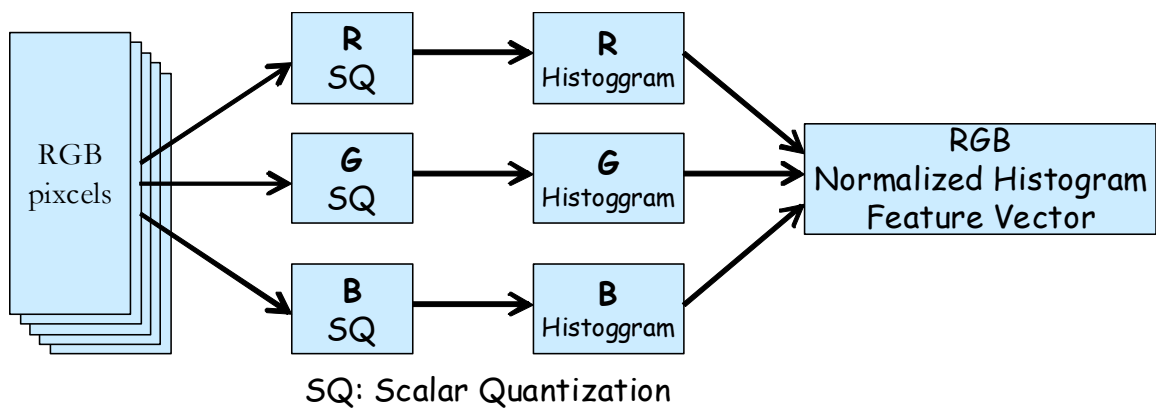 RGB
pixcels
R
SQ
R
Histoggram
G
SQ
G
Histoggram
B
SQ
B
Histoggram
RGB
Normalized Histogram
Feature Vector
SQ: Scalar Quantization